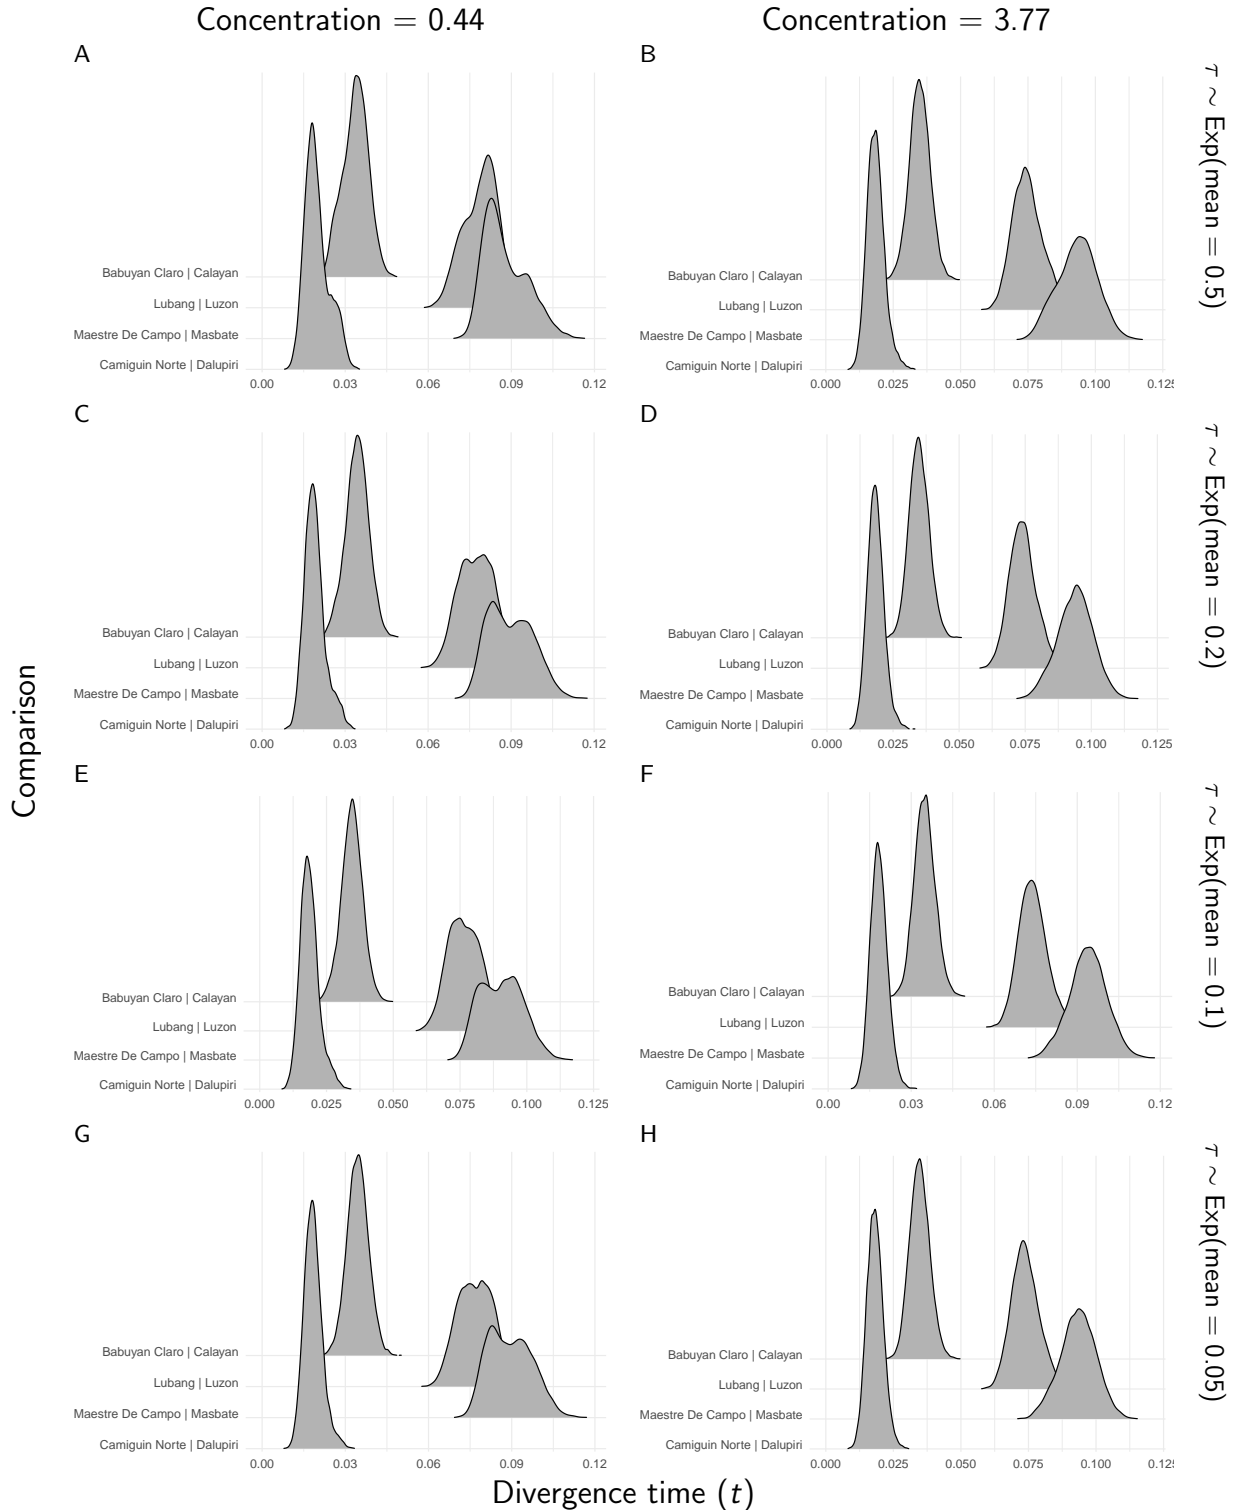 Concentration = 0.44
Concentration = 3.77
A
Babuyan Claro | Calayan
Lubang | Luzon
Maestre De Campo | Masbate
Camiguin Norte | Dalupiri
0.00 0.03 0.06 0.09 0.12
B
Babuyan Claro | Calayan
Lubang | Luzon
Maestre De Campo | Masbate
Camiguin Norte | Dalupiri
0.000 0.025 0.050 0.075 0.100 0.125
τ ~ Exp(mean = 0.5)
C
Babuyan Claro | Calayan
Lubang | Luzon
Maestre De Campo | Masbate
Camiguin Norte | Dalupiri
0.00 0.03 0.06 0.09 0.12
D
Babuyan Claro | Calayan
Lubang | Luzon
Maestre De Campo | Masbate
Camiguin Norte | Dalupiri
0.000 0.025 0.050 0.075 0.100 0.125
τ ~ Exp(mean = 0.2)
Comparison
E
Babuyan Claro | Calayan
Lubang | Luzon
Maestre De Campo | Masbate
Camiguin Norte | Dalupiri
0.000 0.025 0.050 0.075 0.100 0.125
F
Babuyan Claro | Calayan
Lubang | Luzon
Maestre De Campo | Masbate
Camiguin Norte | Dalupiri
0.00 0.03 0.06 0.09 0.12
τ ~ Exp(mean = 0.1)
G
Babuyan Claro | Calayan
Lubang | Luzon
Maestre De Campo | Masbate
Camiguin Norte | Dalupiri
0.00 0.03 0.06 0.09 0.12
H
Babuyan Claro | Calayan
Lubang | Luzon
Maestre De Campo | Masbate
Camiguin Norte | Dalupiri
0.000 0.025 0.050 0.075 0.100 0.125
τ ~ Exp(mean = 0.05)
Divergence time (t)